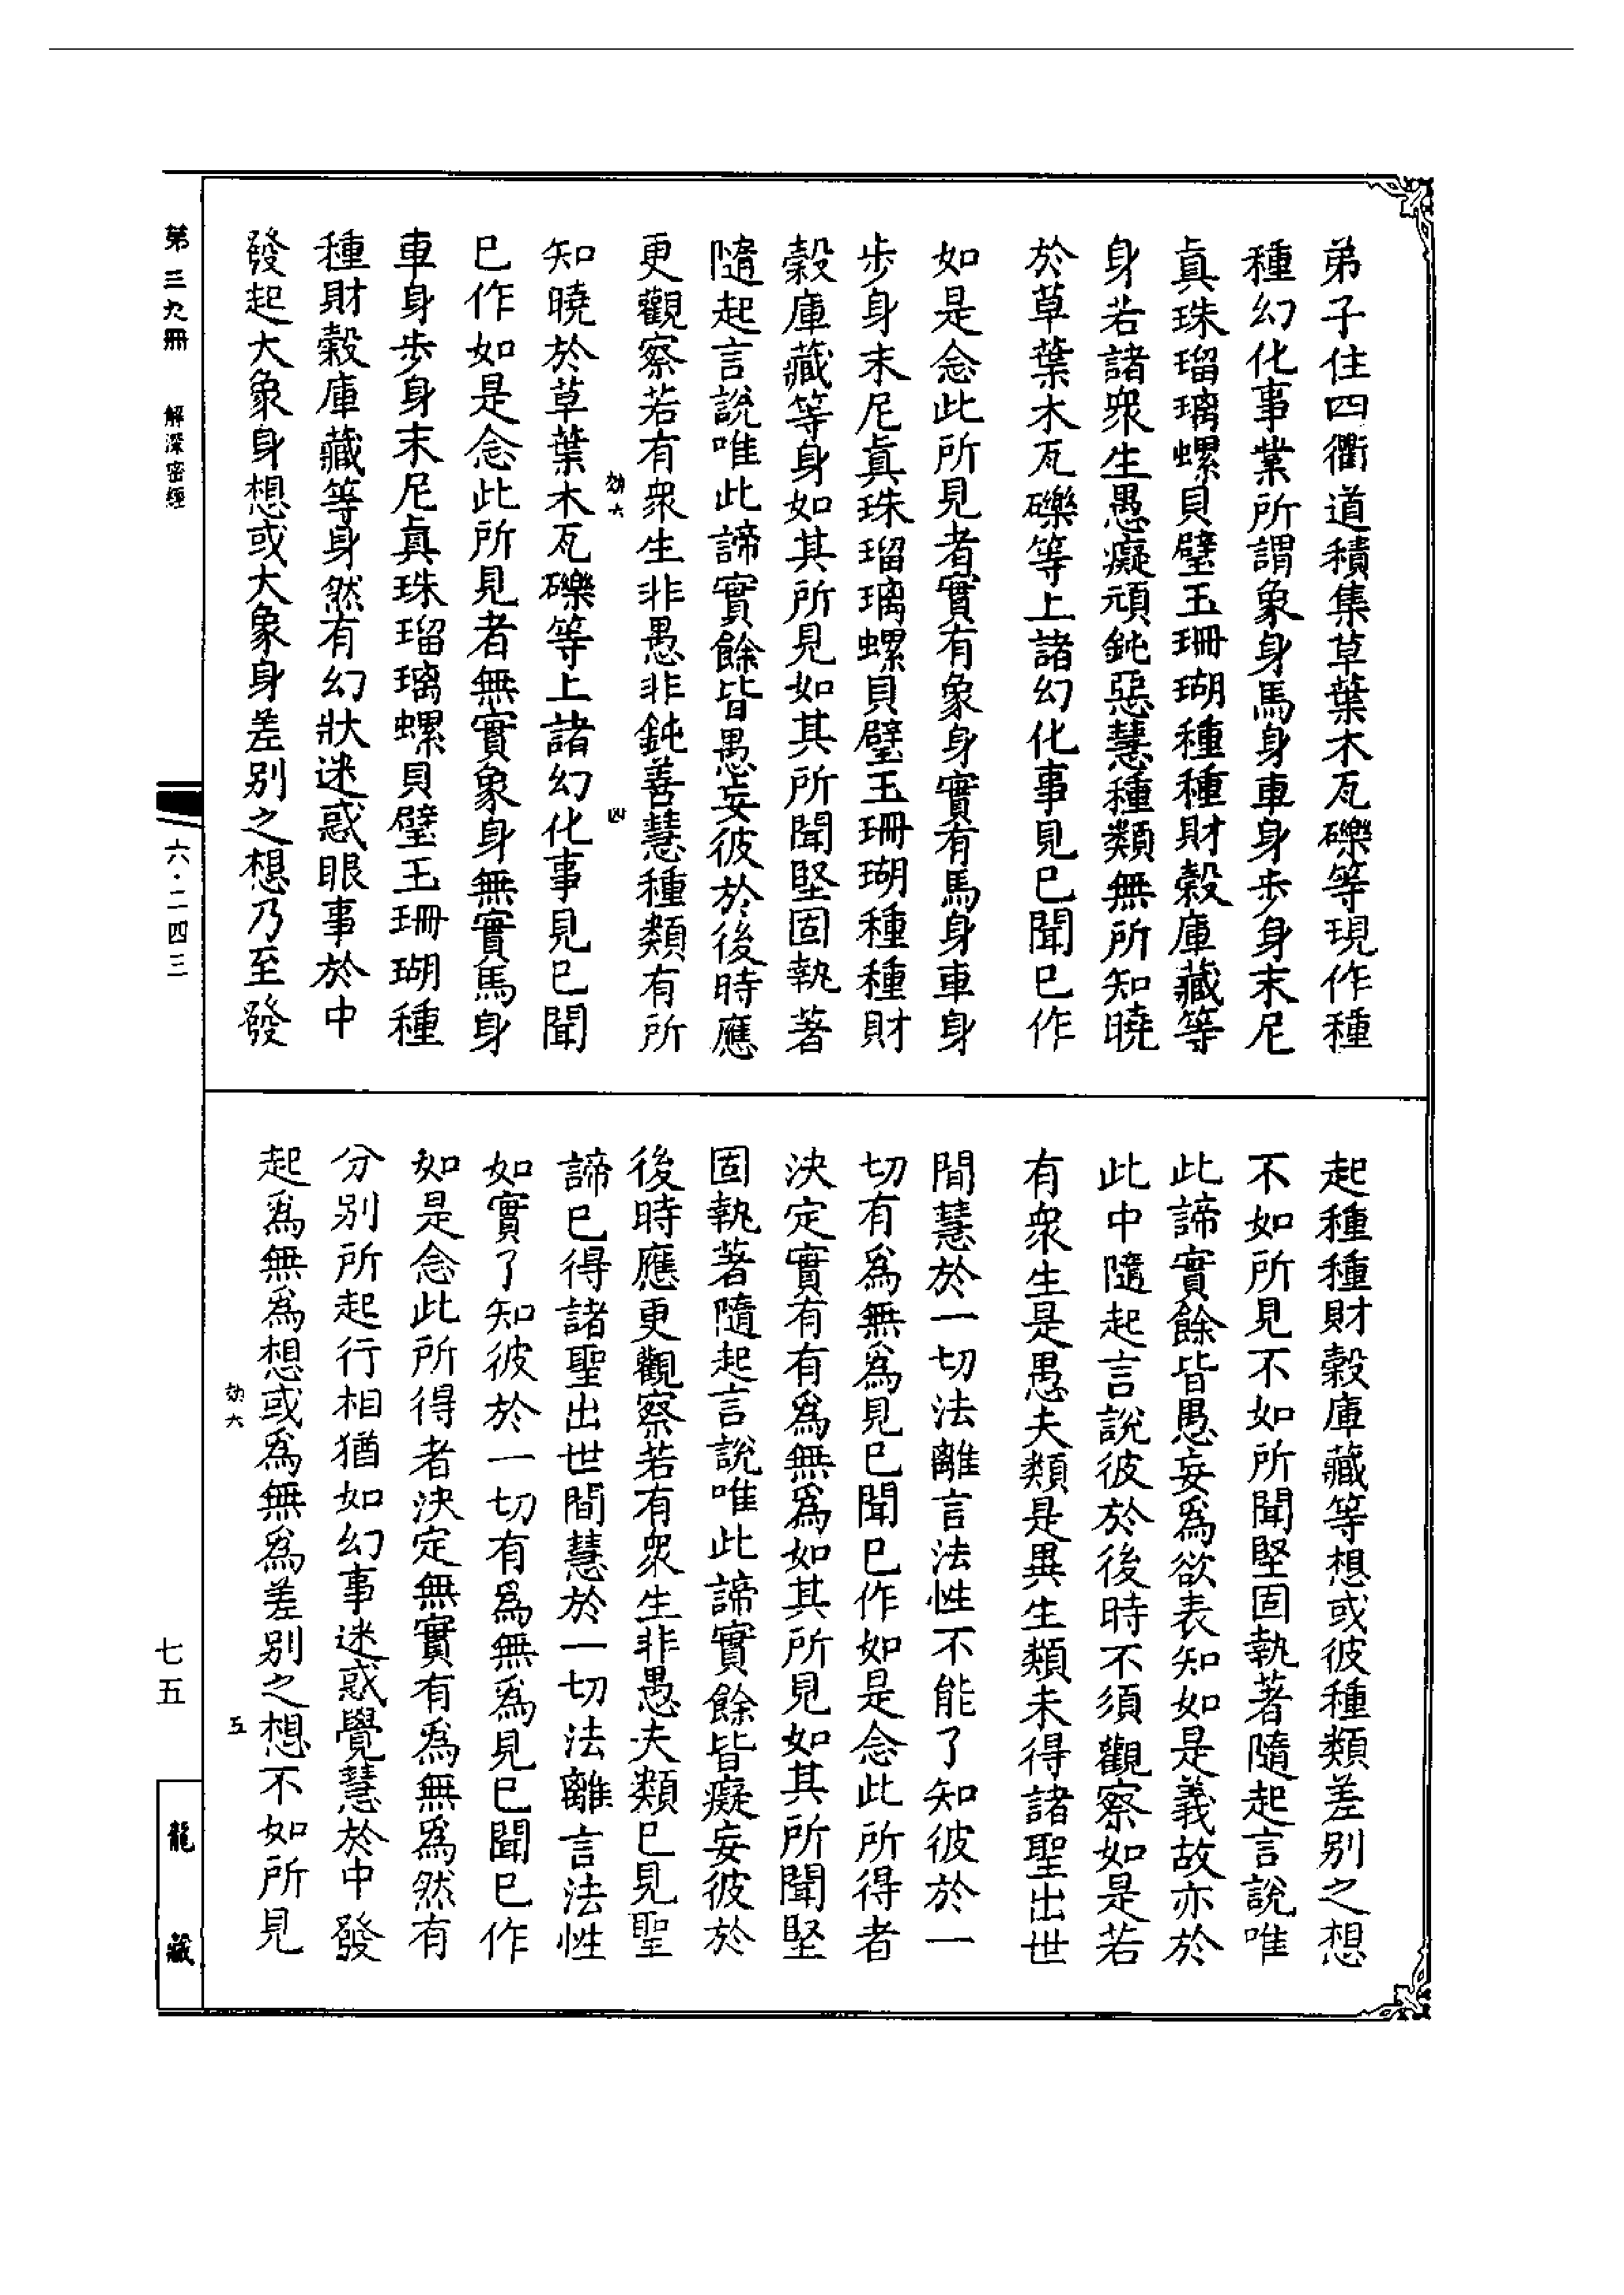 弟子住四衢道積集草葉木瓦礫等現作種
種幻化事業所謂象身馬身車身步身末尼
真珠瑠璃螺貝璧玉珊瑚種種財穀庫藏等
身若諸衆生愚癡頑鈍惡慧種類無所知曉
於草葉木瓦礫等上諸幻化事見已聞已作
如是念此所見者實有象身實有馬身車身
步身末尼真珠瑠璃螺貝璧玉珊瑚種種財
穀庫藏等身如其所見如其所聞堅固執著
隨起言說唯此諦實餘皆愚妄彼於後時應
更觀察若有衆生非愚非鈍善慧種類有所
効六 四
知曉於草葉木瓦礫等上諸幻化事見已聞
已作如是念此所見者無實象身無實馬身
車身步身末尼真珠瑠璃螺貝璧玉珊瑚種
種財穀庫藏等身然有幻狀迷惑眼事於中
發起大象身想或大象身差別之想乃至發
起種種財穀庫藏等想或彼種類差別之想
不如所見不如所聞堅固執著隨起言說唯
此諦實餘皆愚妄為欲表知如是義故亦於
此中隨起言說彼於後時不須觀察如是若
有衆生是愚夫類是異生類未得諸聖出世
間慧於一切法離言法性不能了知彼於一
切有為無為見已聞已作如是念此所得者
決定實有有為無為如其所見如其所聞堅
固執著隨起言說唯此諦實餘皆癡妄彼於
後時應更觀察若有衆生非愚夫類已見聖
諦已得諸聖出世間慧於一切法離言法性
如實了知彼於一切有為無為見已聞已作
如是念此所得者決定無實有為無為然有
分別所起行相猶如幻事迷惑覺慧於中發
起為無為想或為無為差別之想不如所見
効六 五
第三九冊 解深密經
六·二四三
七五
龍藏